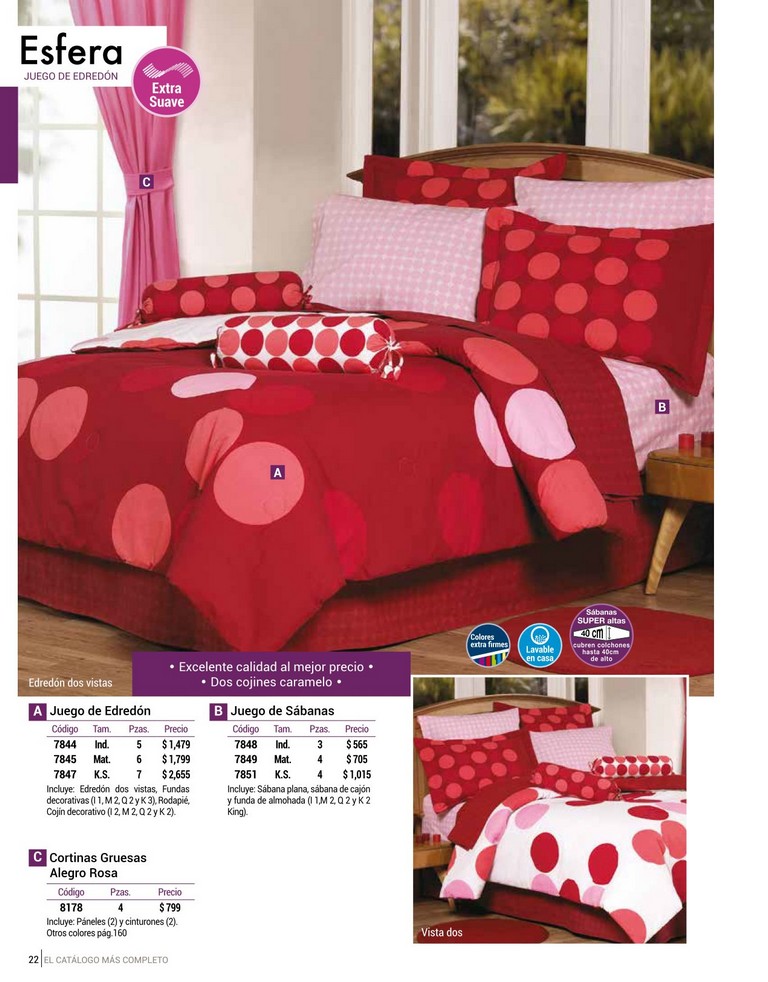 Esfera
JUEGO DE EDREDÓN
Extra
Suave
C
B
A
Colores
extra firmes
Lavable
en casa
Sábanas
SUPER altas
40 cm
cubren colchones
hasta 40cm
de alto
• Excelente calidad al mejor precio •
• Dos cojines caramelo •
Edredón dos vistas
A Juego de Edredón
Código Tam. Pzas. Precio
7844 Ind. 5 $1,479
7845 Mat. 6 $1,799
7847 K.S. 7 $2,655
Incluye: Edredón dos vistas, Fundas
decorativas (I 1, M 2, Q 2 y K 3), Rodapié,
Cojín decorativo (I 2, M 2, Q 2 y K 2).
B Juego de Sábanas
Código Tam. Pzas. Precio
7848 Ind. 3 $565
7849 Mat. 4 $705
7851 K.S. 4 $1,015
Incluye: Sábana plana, sábana de cajón
y funda de almohada (I 1,M 2, Q 2 y K 2
King).
C Cortinas Gruesas
Alegro Rosa
Código Pzas. Precio
8178 4 $799
Incluye: Páneles (2) y cinturones (2).
Otros colores pág.160
Vista dos
22 EL CATÁLOGO MÁS COMPLETO